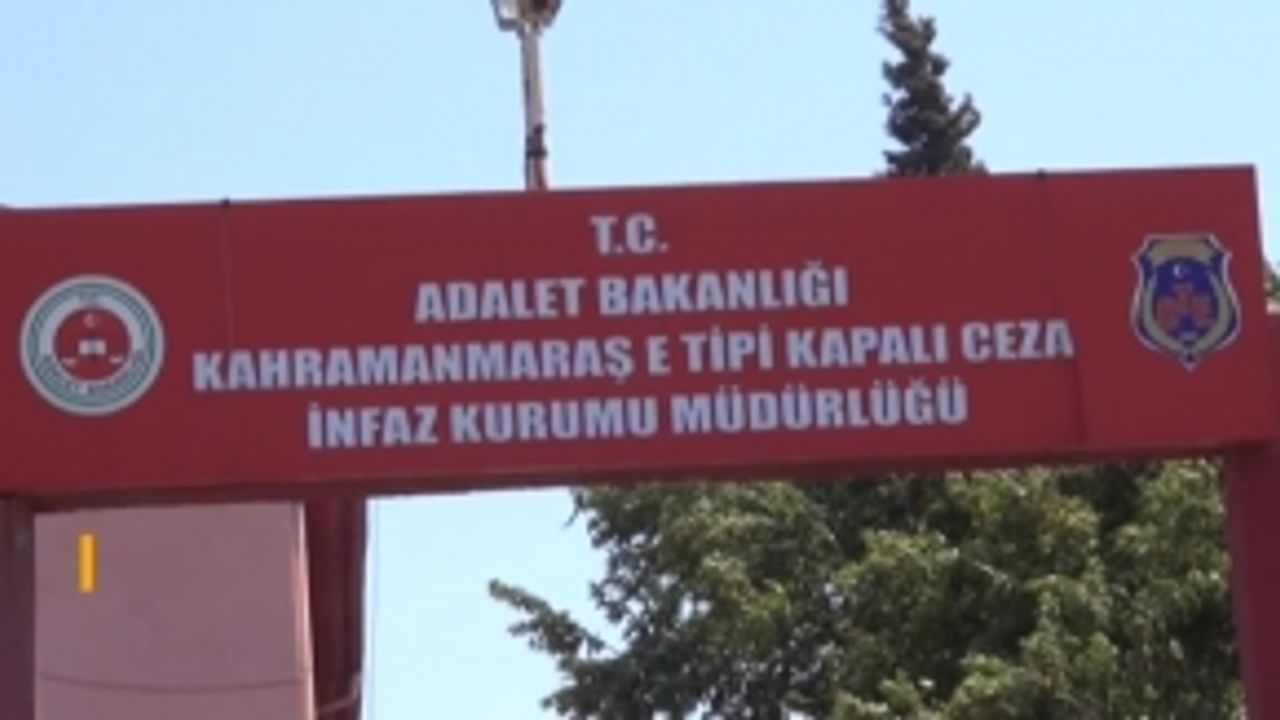 T.C.
ADALET BAKANLIĞI
KAHRAMANMARAŞ E TİPİ KAPALI CEZA
İNFAZ KURUMU MÜDÜRLÜĞÜ